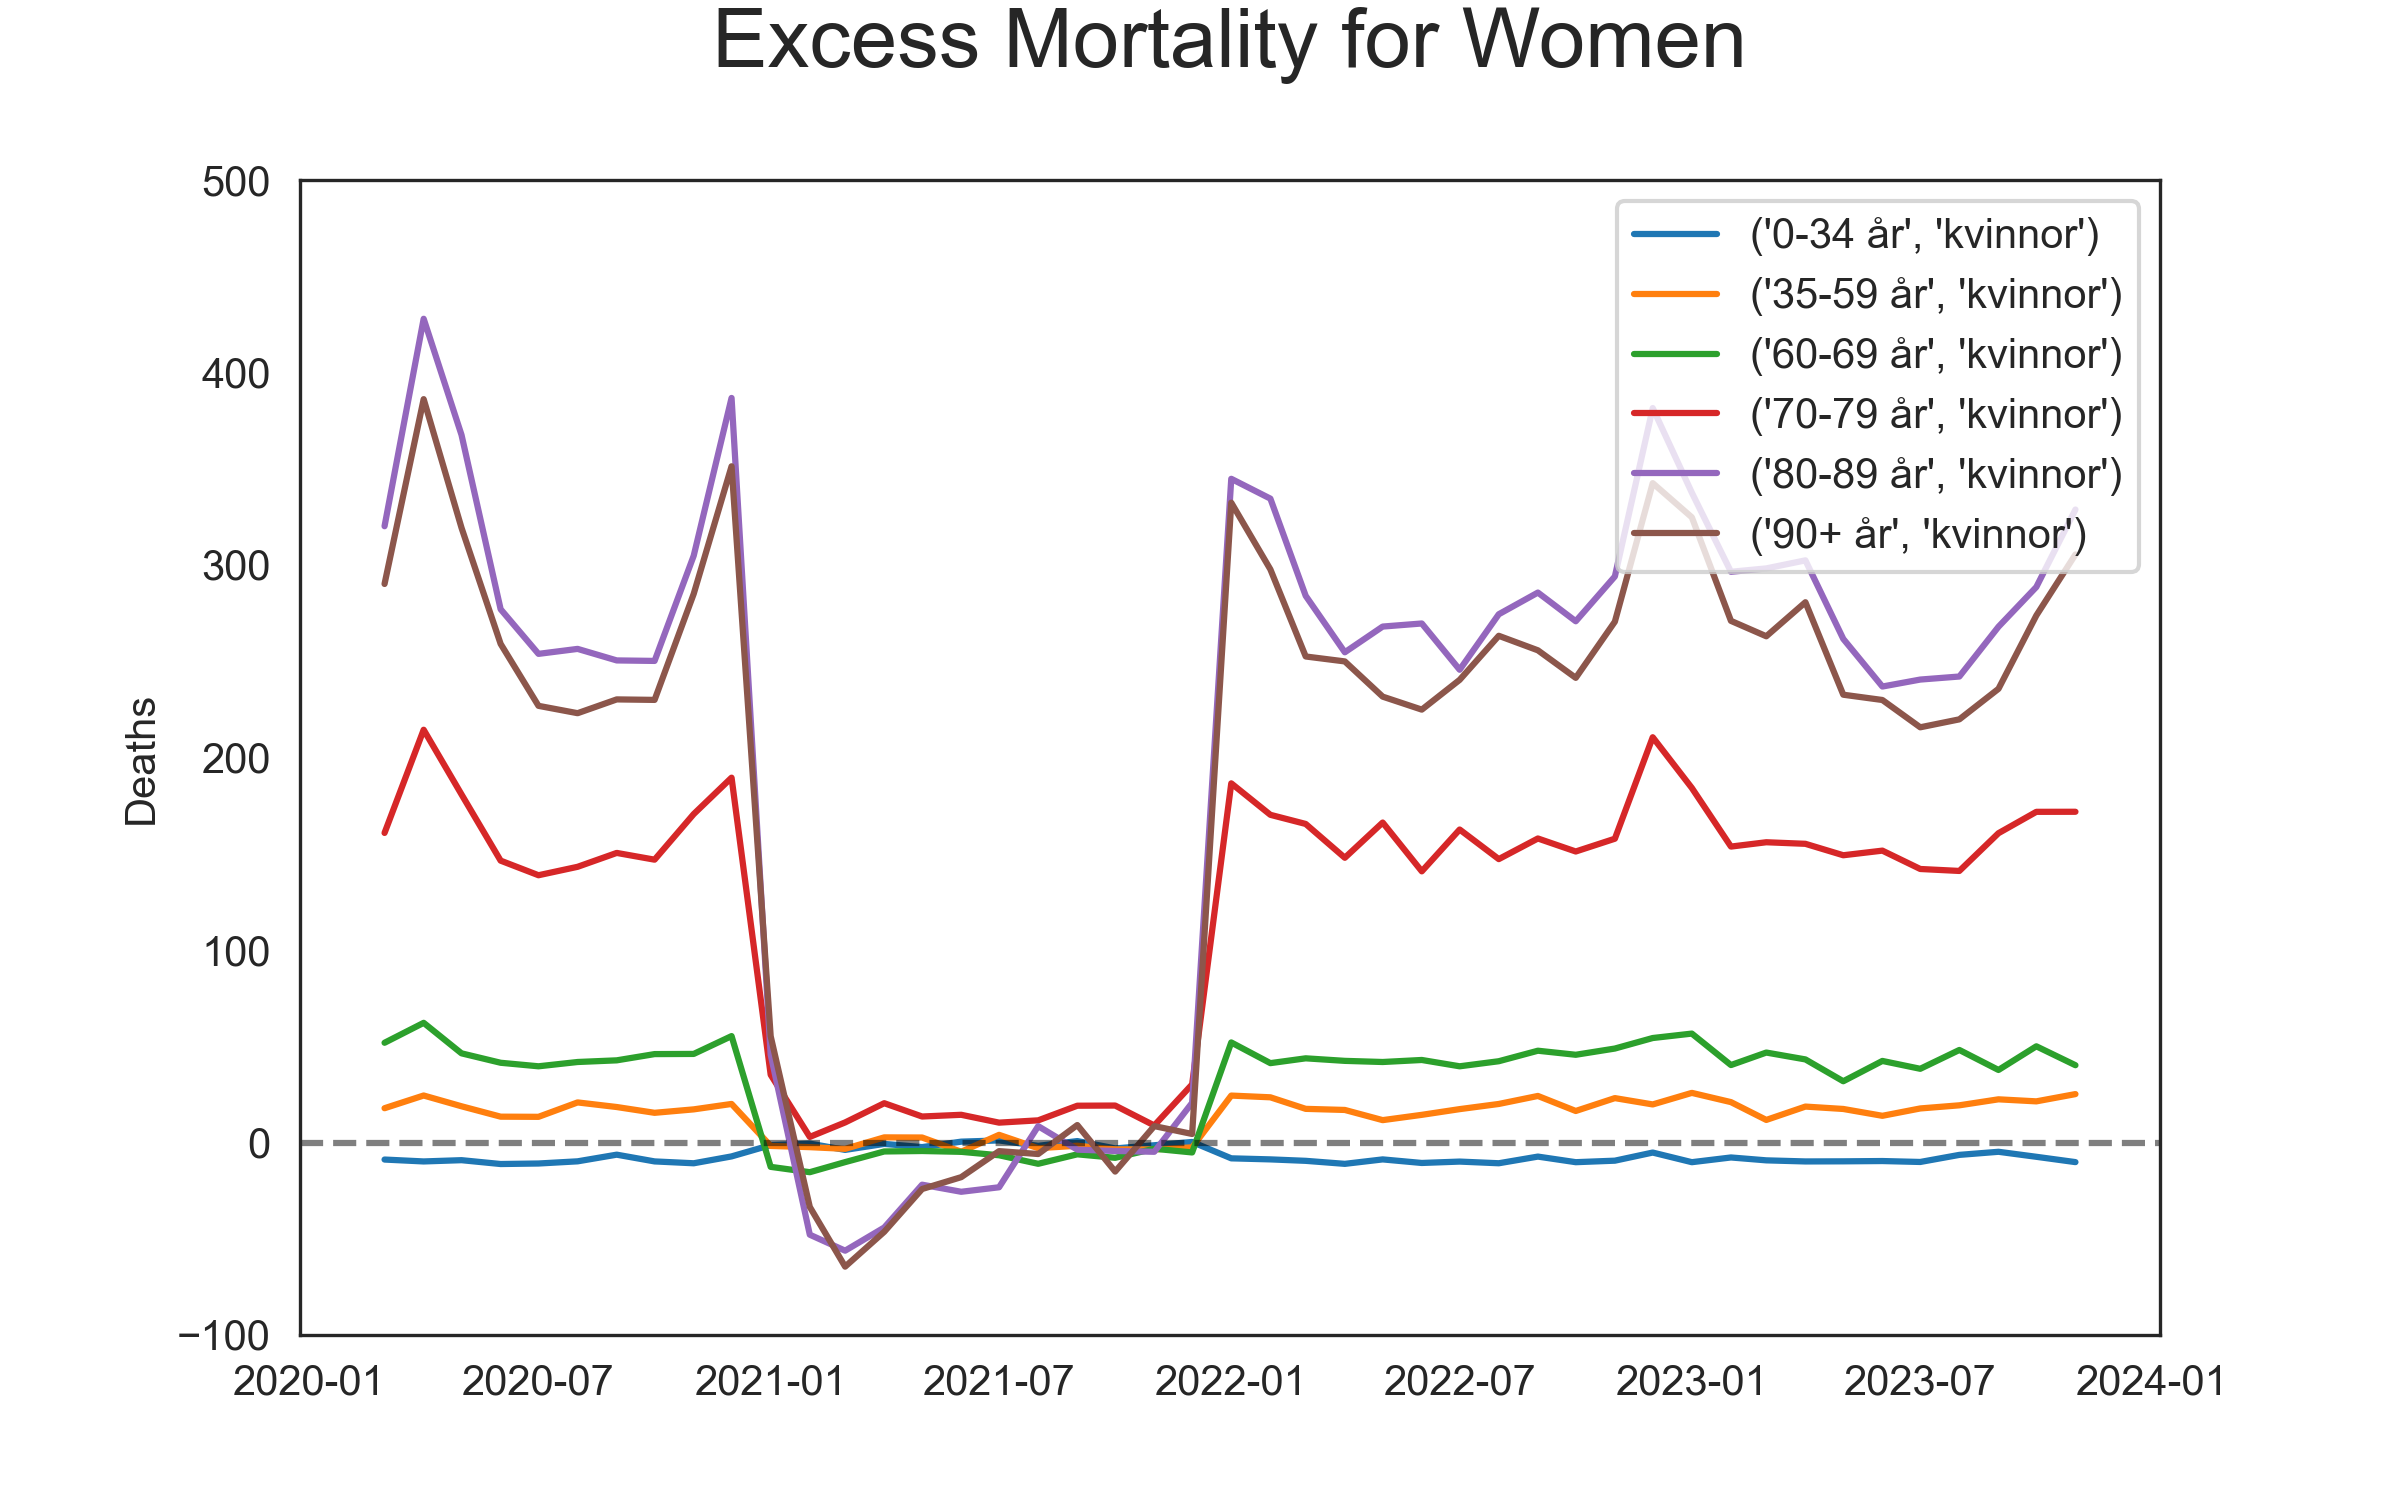 Excess Mortality for Women
500
400
300
200
100
0
−100
Deaths
('0-34 år', 'kvinnor')
('35-59 år', 'kvinnor')
('60-69 år', 'kvinnor')
('70-79 år', 'kvinnor')
('80-89 år', 'kvinnor')
('90+ år', 'kvinnor')
2020-01 2020-07 2021-01 2021-07 2022-01 2022-07 2023-01 2023-07 2024-01